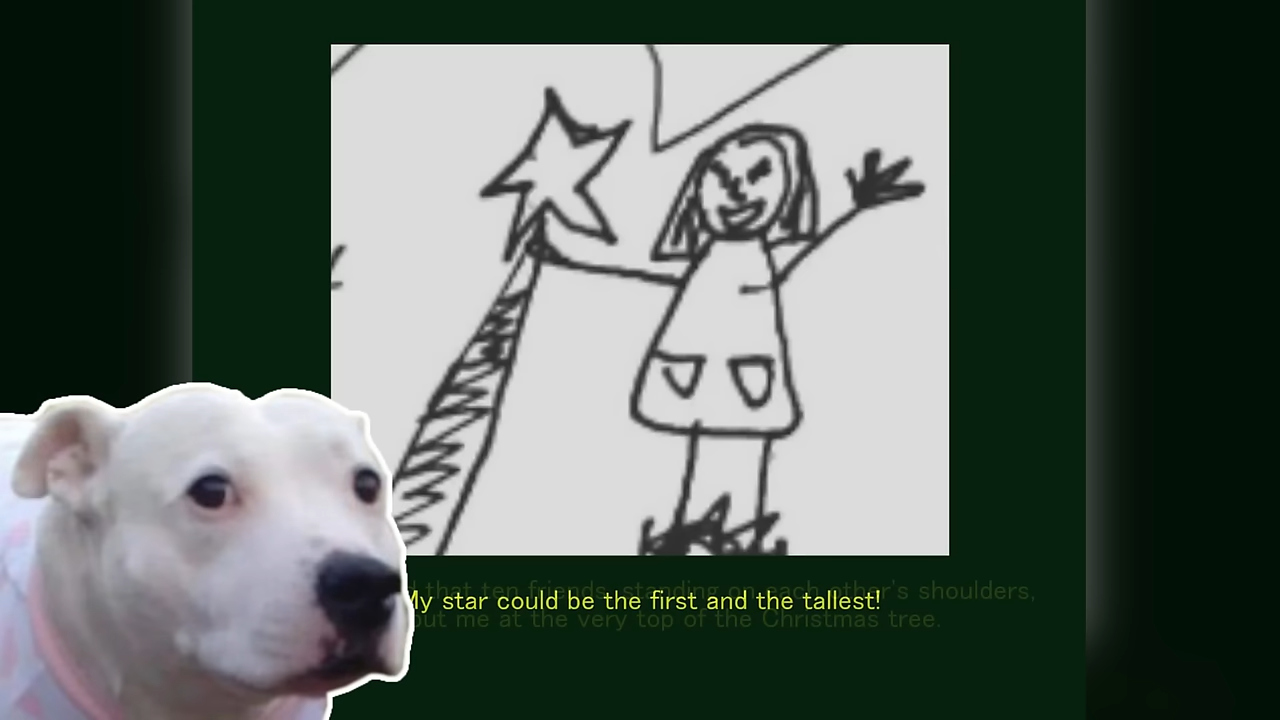 that ten friends, standing on each other's shoulders,
My star could be the first and the tallest!
put me at the very top of the Christmas tree.